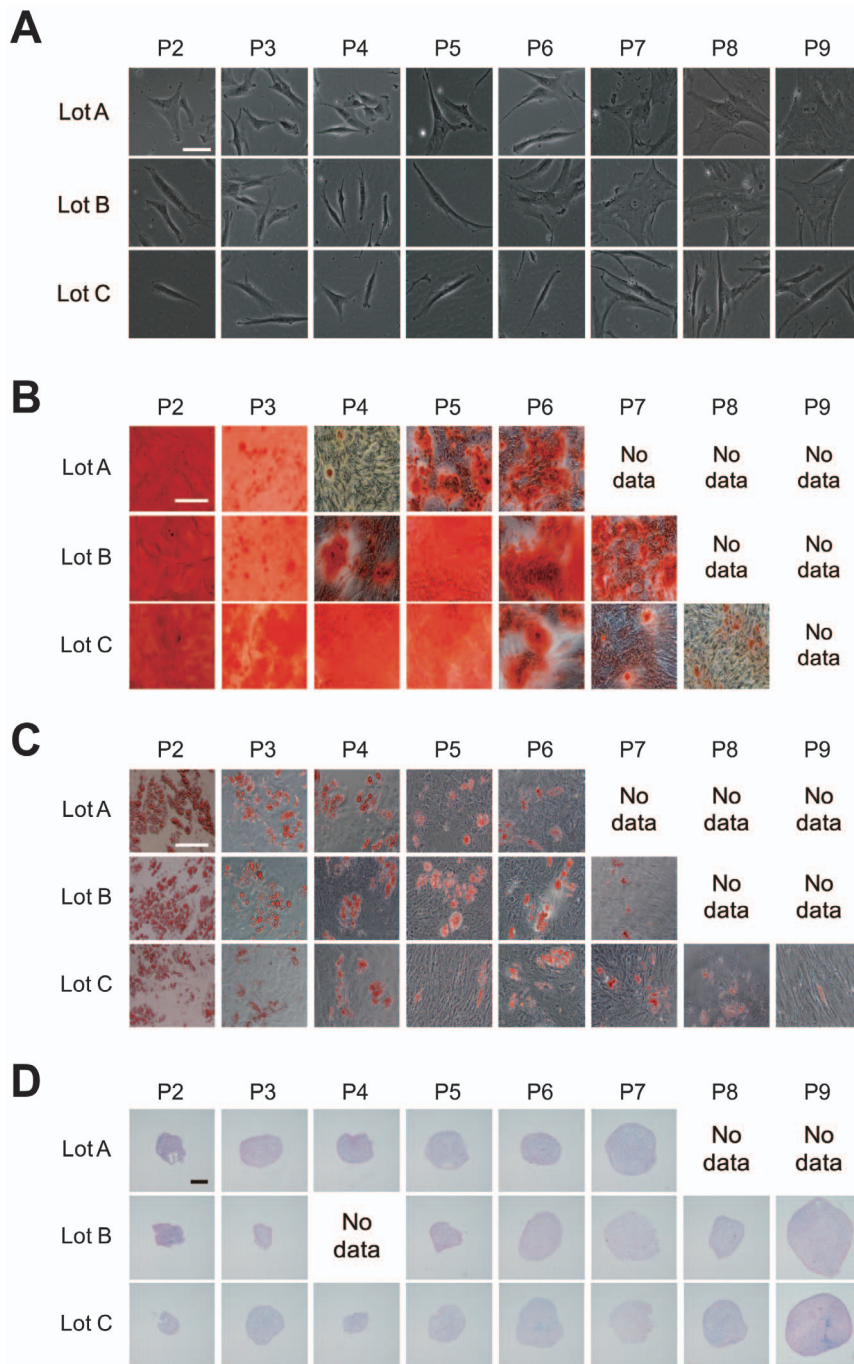 A
P2 P3 P4 P5 P6 P7 P8 P9
Lot A
Lot B
Lot C
B
P2 P3 P4 P5 P6 P7 P8 P9
Lot A No data No data No data
Lot B No data No data
Lot C No data
C
P2 P3 P4 P5 P6 P7 P8 P9
Lot A No data No data No data
Lot B No data No data
Lot C
D
P2 P3 P4 P5 P6 P7 P8 P9
Lot A No data No data
Lot B No data
Lot C